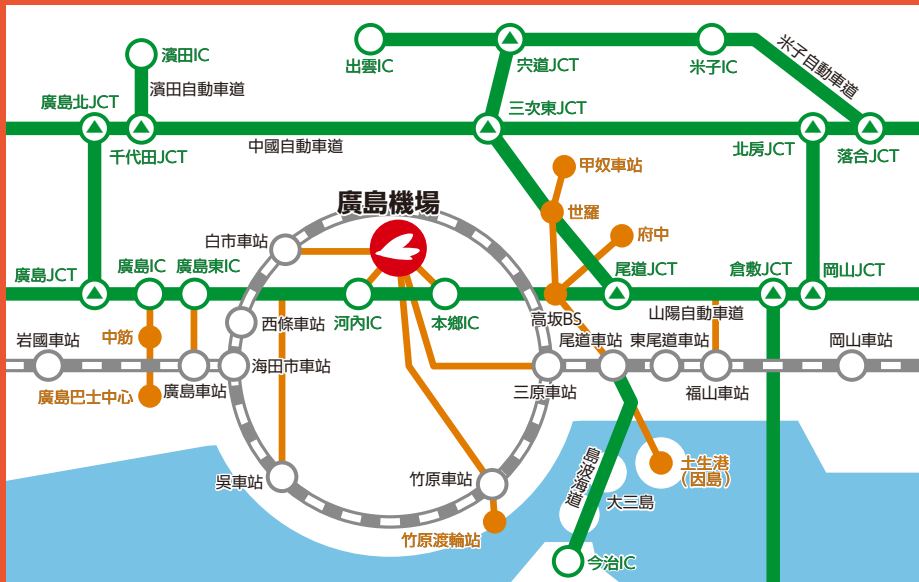 濱田IC
出雲IC
宍道JCT
米子IC
米子自動車道
濱田自動車道
廣島北JCT
三次東JCT
千代田JCT
中國自動車道
北房JCT
落合JCT
甲奴車站
世羅
廣島機場
府中
白市車站
廣島JCT
廣島IC
廣島東IC
尾道JCT
倉敷JCT
岡山JCT
西條車站
河內IC
本鄉IC
高坂BS
山陽自動車道
岩國車站
中筋
尾道車站
東尾道車站
岡山車站
海田市車站
廣島巴士中心
廣島車站
三原車站
福山車站
島波海道
土生港
(因島)
吳車站
竹原車站
大三島
竹原渡輪站
今治IC